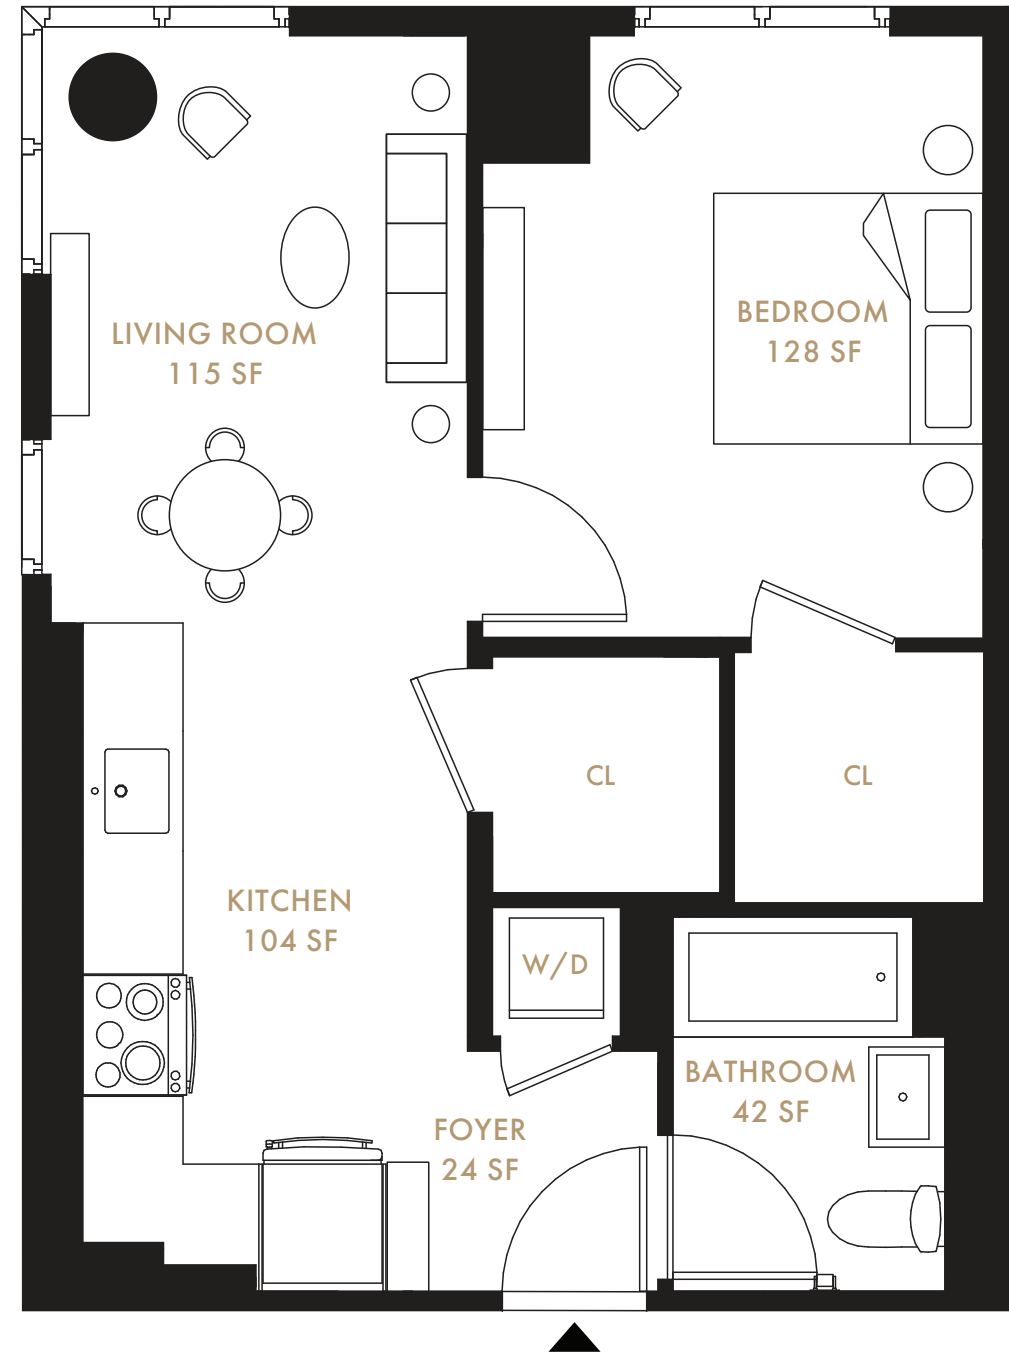 LIVING ROOM
115 SF
BEDROOM
128 SF
CL
CL
KITCHEN
104 SF
W/D
BATHROOM
42 SF
FOYER
24 SF